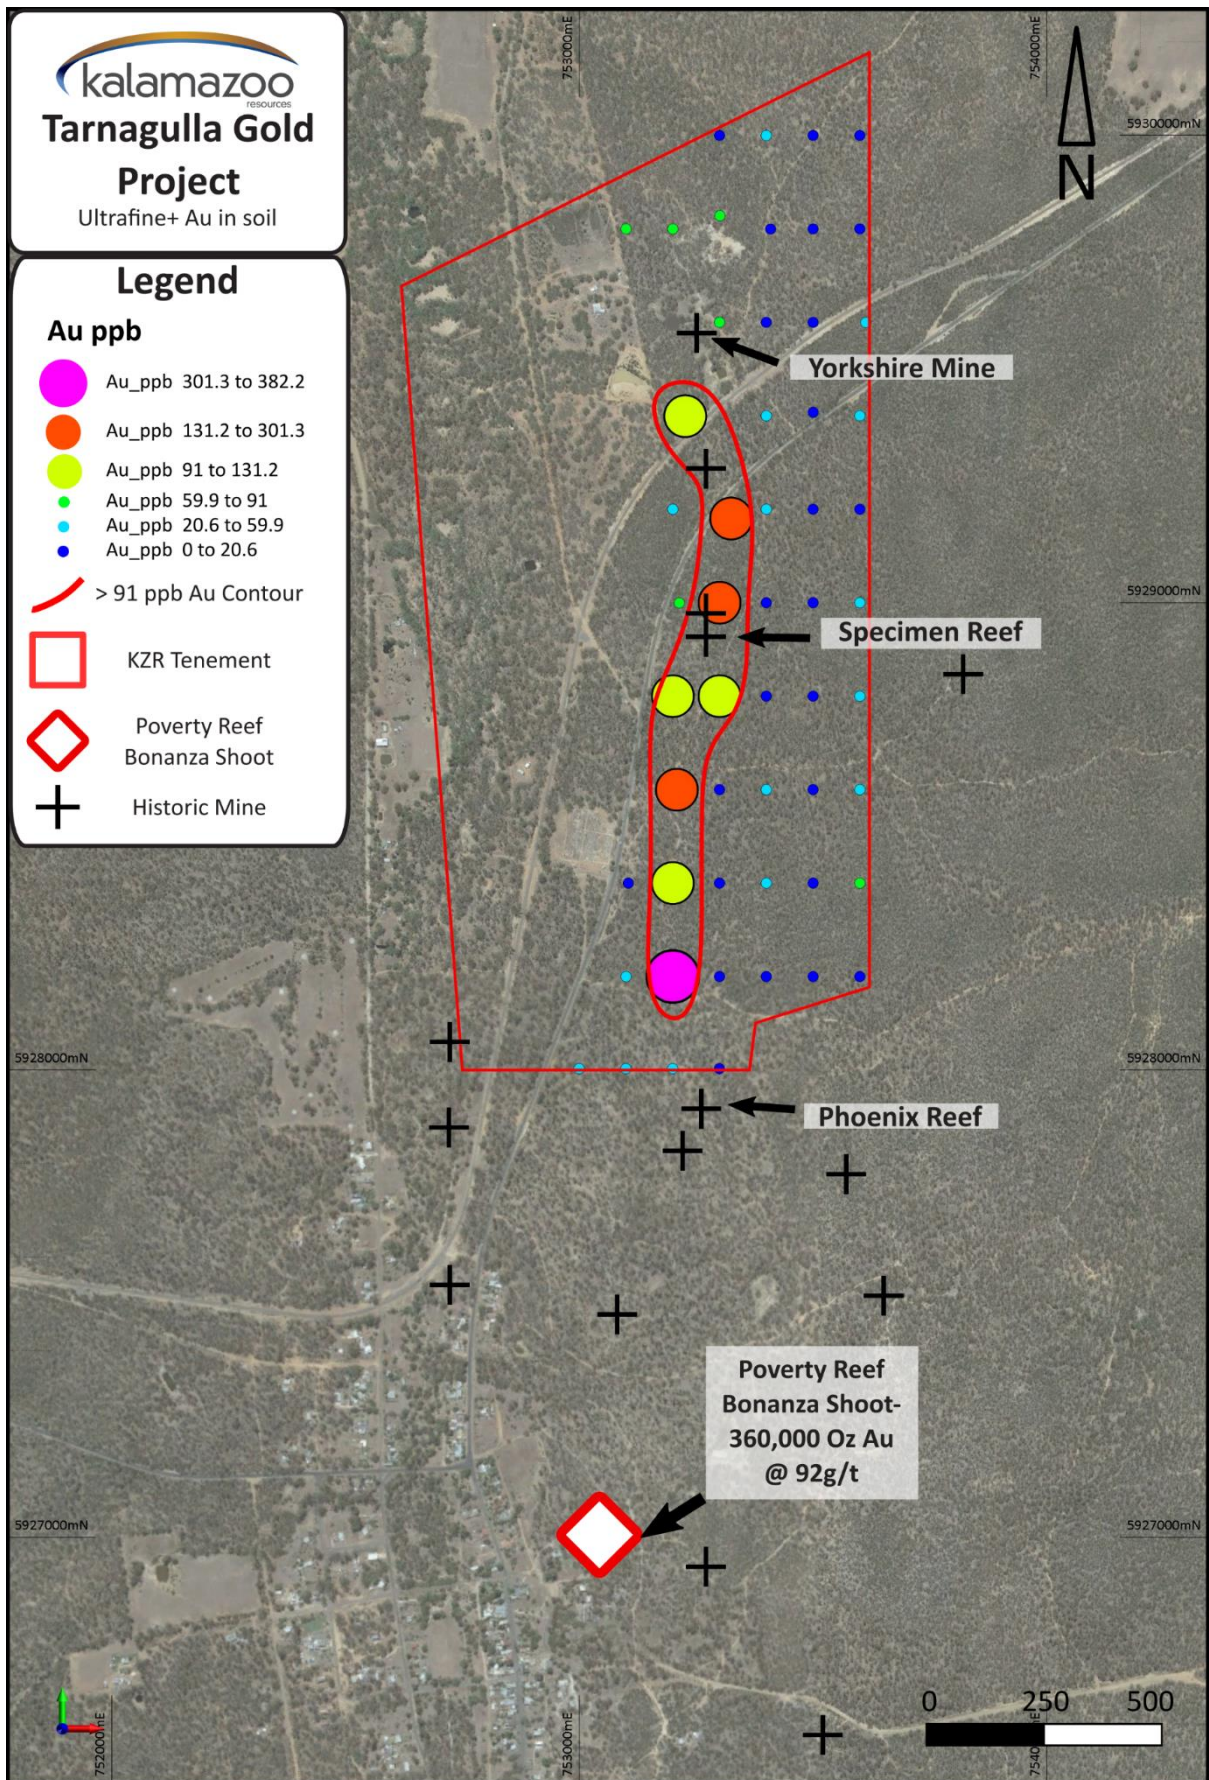 kalamazoo
resources
Tarnagulla Gold
Project
Ultrafine+ Au in soil
Legend
Au ppb
Au_ppb 301.3 to 382.2
Au_ppb 131.2 to 301.3
Au_ppb 91 to 131.2
Au_ppb 59.9 to 91
Au_ppb 20.6 to 59.9
Au_ppb 0 to 20.6
> 91 ppb Au Contour
KZR Tenement
Poverty Reef
Bonanza Shoot
Historic Mine
753000mE
754000mE
5930000mN
N
Yorkshire Mine
5929000mN
Specimen Reef
5928000mN
5928000mN
Phoenix Reef
Poverty Reef
Bonanza Shoot-
360,000 Oz Au
@ 92g/t
5927000mN
5927000mN
0 250 500
752000mE
753000mE